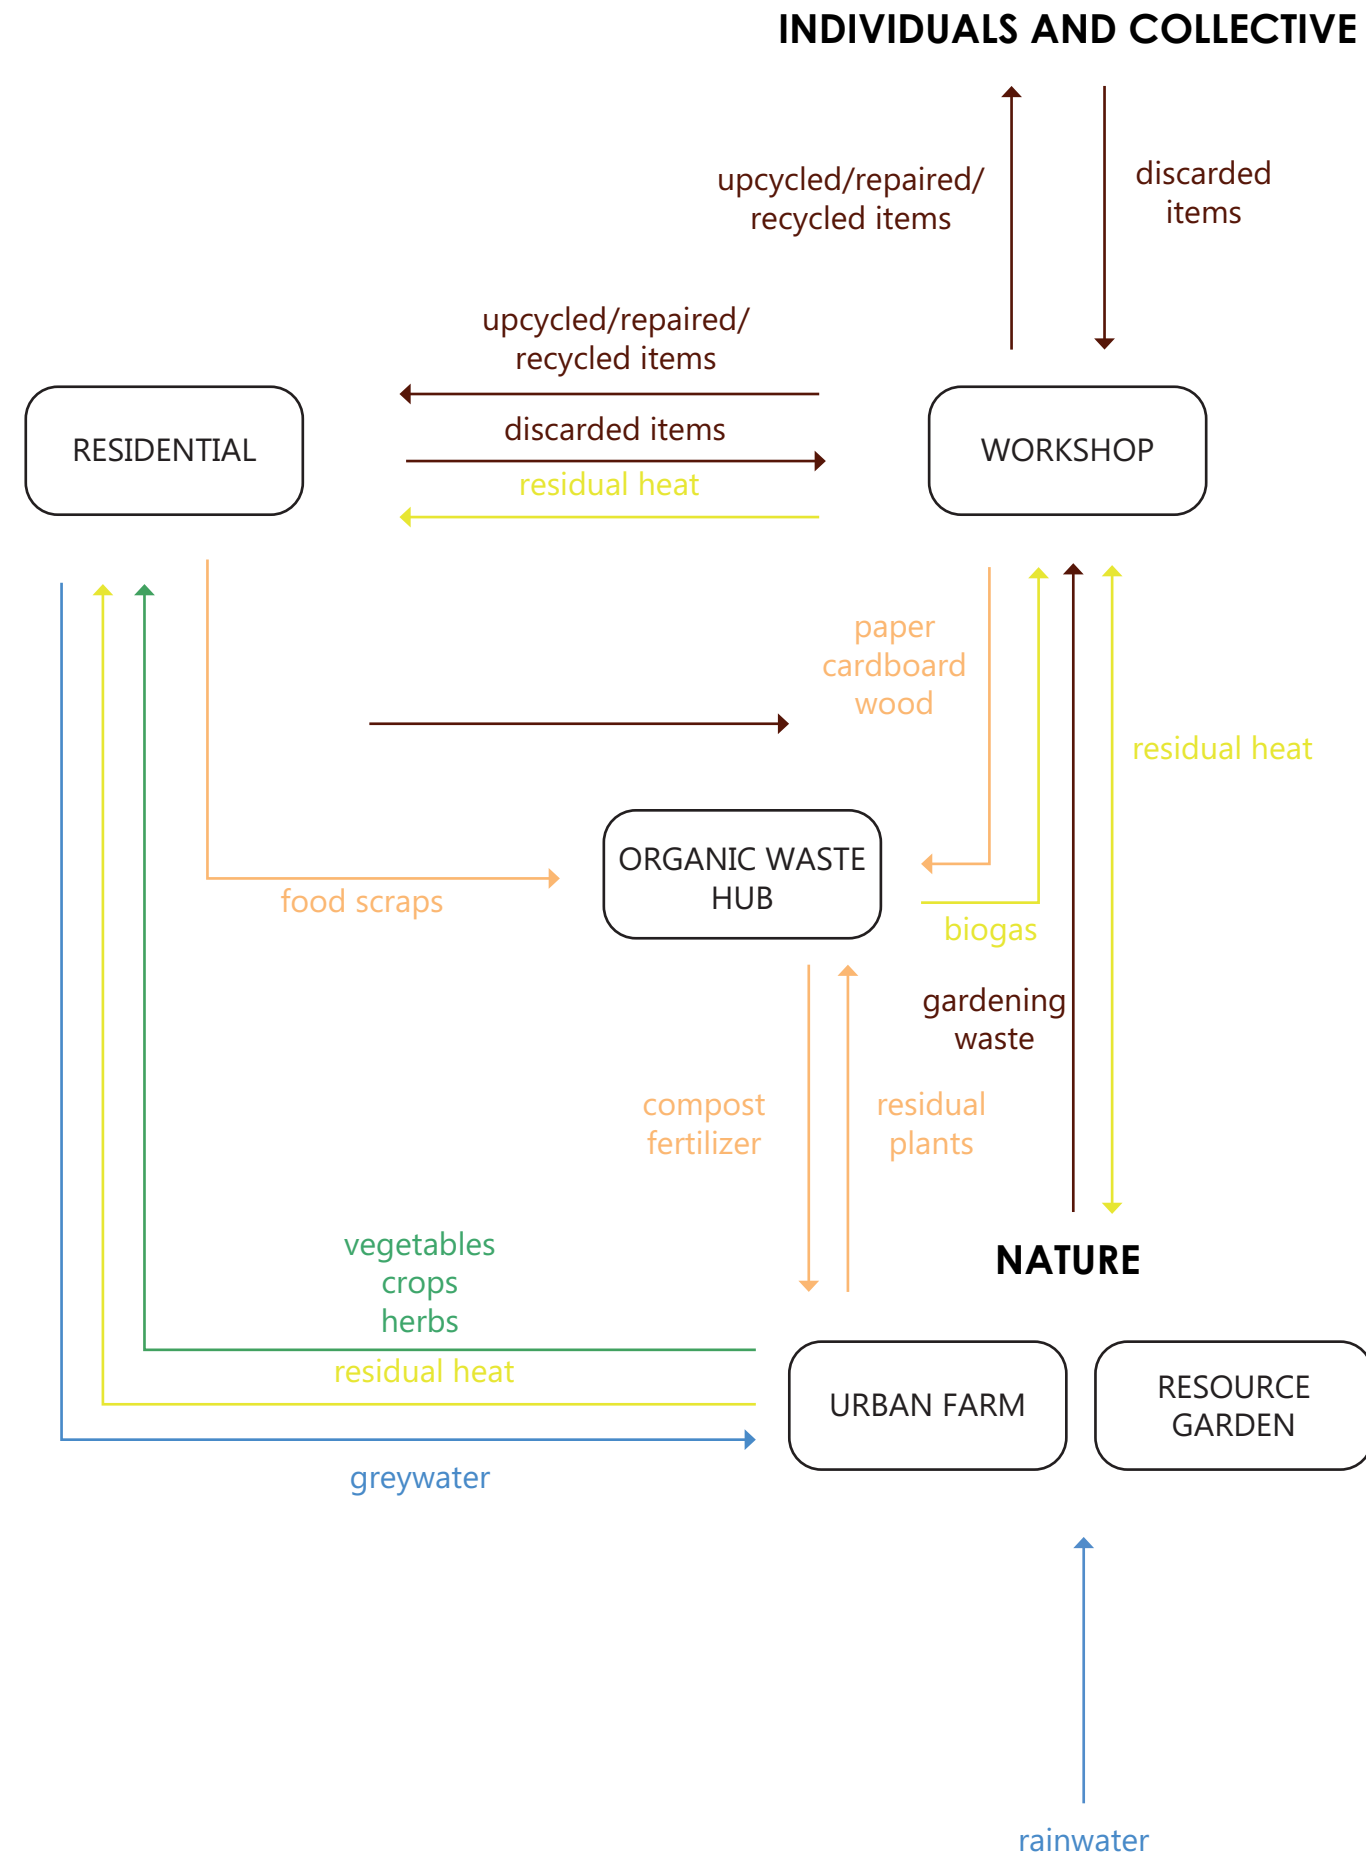 INDIVIDUALS AND COLLECTIVE
upcycled/repaired/
recycled items
discarded
items
upcycled/repaired/
recycled items
discarded items
residual heat
RESIDENTIAL
WORKSHOP
paper
cardboard
wood
residual heat
ORGANIC WASTE
HUB
food scraps
biogas
gardening
waste
compost
fertilizer
residual
plants
vegetables
crops
herbs
residual heat
NATURE
URBAN FARM
RESOURCE
GARDEN
greywater
rainwater